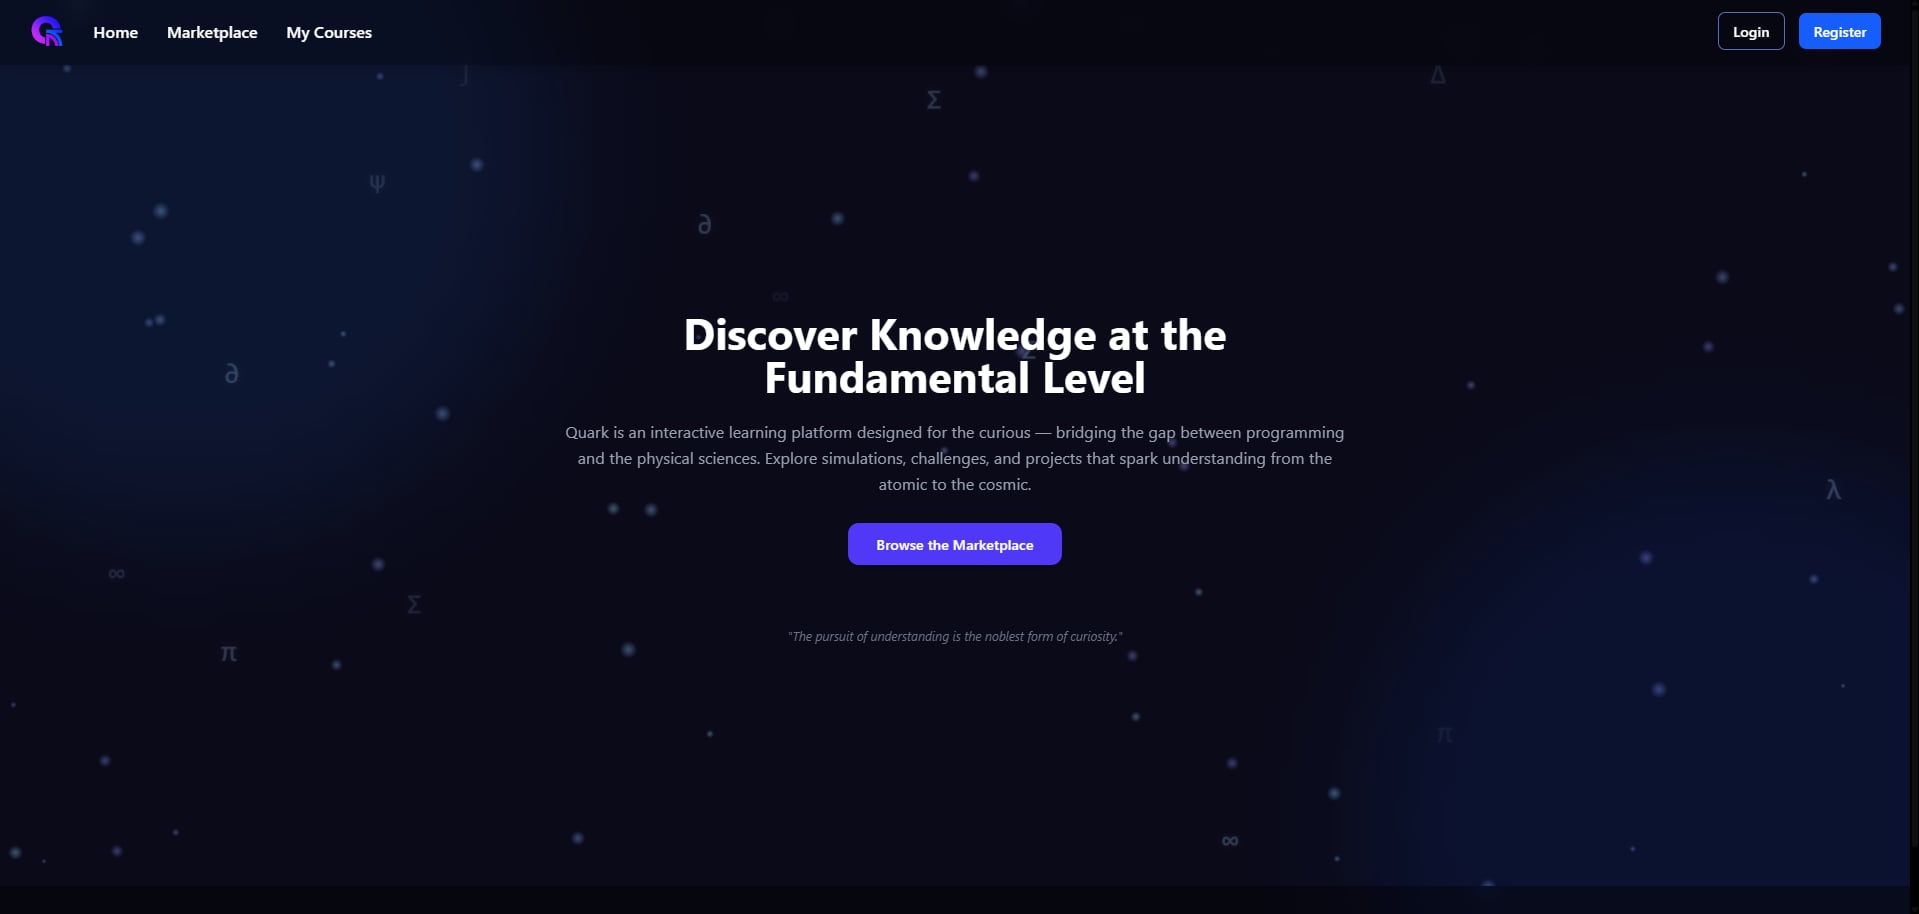 Home
Marketplace
My Courses
Login
Register
∫
Σ
Δ
ψ
∂
∞
Discover Knowledge at the
Fundamental Level
∂
Quark is an interactive learning platform designed for the curious — bridging the gap between programming
and the physical sciences. Explore simulations, challenges, and projects that spark understanding from the
atomic to the cosmic.
λ
Browse the Marketplace
∞
Σ
"The pursuit of understanding is the noblest form of curiosity."
π
π
∞